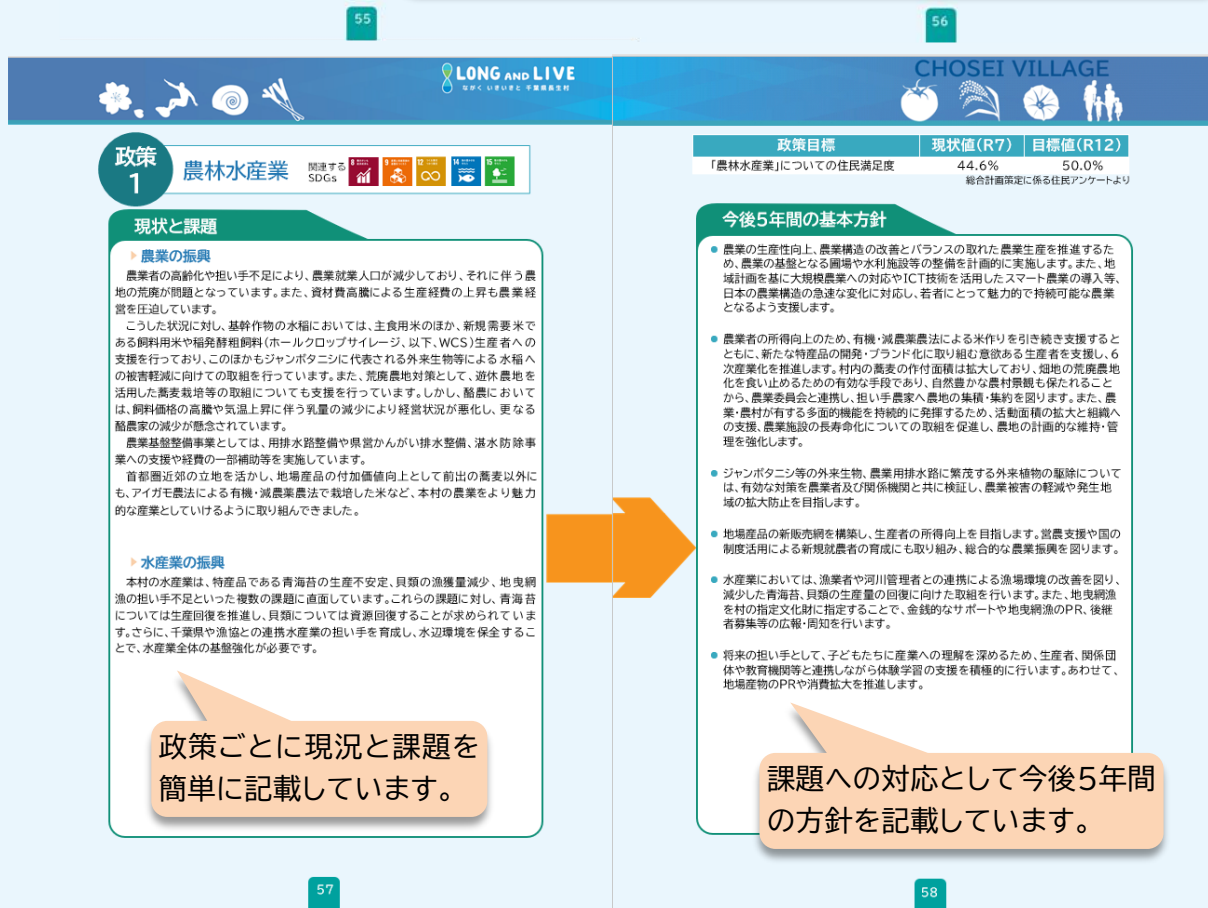 55
56
LONG AND LIVE
ながく いきいきと 千葉県長生村
CHOSEI VILLAGE
政策
1
農林水産業
関連する
SDGs
8
9
12
14
15
現状と課題
農業の振興
農業者の高齢化や担い手不足により、農業就業人口が減少しており、それに伴う農
地の荒廃が問題となっています。また、資材費高騰による生産経費の上昇も農業経
営を圧迫しています。
こうした状況に対し、基幹作物の水稲においては、主食用米のほか、新規需要米で
ある飼料用米や稲発酵粗飼料(ホールクロップサイレージ、以下、WCS)生産者への
支援を行っており、このほかもジャンボタニシに代表される外来生物等による水稲へ
の被害軽減に向けての取組を行っています。また、荒廃農地対策として、遊休農地を
活用した蕎麦栽培等の取組についても支援を行っています。しかし、酪農において
は、飼料価格の高騰や気温上昇に伴う乳量の減少により経営状況が悪化し、更なる
酪農家の減少が懸念されています。
農業基盤整備事業としては、用排水路整備や県営かんがい排水整備、湛水防除事
業への支援や経費の一部補助等を実施しています。
首都圏近郊の立地を活かし、地場産品の付加価値向上として前出の蕎麦以外に
も、アイガモ農法による有機・減農薬農法で栽培した米など、本村の農業をより魅力
的な産業としていけるように取り組んできました。
水産業の振興
本村の水産業は、特産品である青海苔の生産不安定、貝類の漁獲量減少、地曳網
漁の担い手不足といった複数の課題に直面しています。これらの課題に対し、青海苔
については生産回復を推進し、貝類については資源回復することが求められていま
す。さらに、千葉県や漁協との連携水産業の担い手を育成し、水辺環境を保全するこ
とで、水産業全体の基盤強化が必要です。
政策ごとに現況と課題を
簡単に記載しています。
57
政策目標 現状値(R7) 目標値(R12)
「農林水産業」についての住民満足度 44.6% 50.0%
総合計画策定に係る住民アンケートより
今後5年間の基本方針
● 農業の生産性向上、農業構造の改善とバランスの取れた農業生産を推進するた
め、農業の基盤となる圃場や水利施設等の整備を計画的に実施します。また、地
域計画を基に大規模農業への対応やICT技術を活用したスマート農業の導入等、
日本の農業構造の急速な変化に対応し、若者にとって魅力的で持続可能な農業
となるよう支援します。
● 農業者の所得向上のため、有機・減農薬農法による米作りを引き続き支援すると
ともに、新たな特産品の開発・ブランド化に取り組む意欲ある生産者を支援し、6
次産業化を推進します。村内の蕎麦の作付面積は拡大しており、畑地の荒廃農地
化を食い止めるための有効な手段であり、自然豊かな農村景観も保たれること
から、農業委員会と連携し、担い手農家へ農地の集積・集約を図ります。また、農
業・農村が有する多面的機能を持続的に発揮するため、活動面積の拡大と組織へ
の支援、農業施設の長寿命化についての取組を促進し、農地の計画的な維持・管
理を強化します。
● ジャンボタニシ等の外来生物、農業用排水路に繁茂する外来植物の駆除について
は、有効な対策を農業者及び関係機関と共に検証し、農業被害の軽減や発生地
域の拡大防止を目指します。
● 地場産品の新販売網を構築し、生産者の所得向上を目指します。営農支援や国の
制度活用による新規就農者の育成にも取り組み、総合的な農業振興を図ります。
● 水産業においては、漁業者や河川管理者との連携による漁場環境の改善を図り、
減少した青海苔、貝類の生産量の回復に向けた取組を行います。また、地曳網漁
を村の指定文化財に指定することで、金銭的なサポートや地曳網漁のPR、後継
者募集等の広報・周知を行います。
● 将来の担い手として、子どもたちに産業への理解を深めるため、生産者、関係団
体や教育機関等と連携しながら体験学習の支援を積極的に行います。あわせて、
地場産物のPRや消費拡大を推進します。
課題への対応として今後5年間
の方針を記載しています。
58